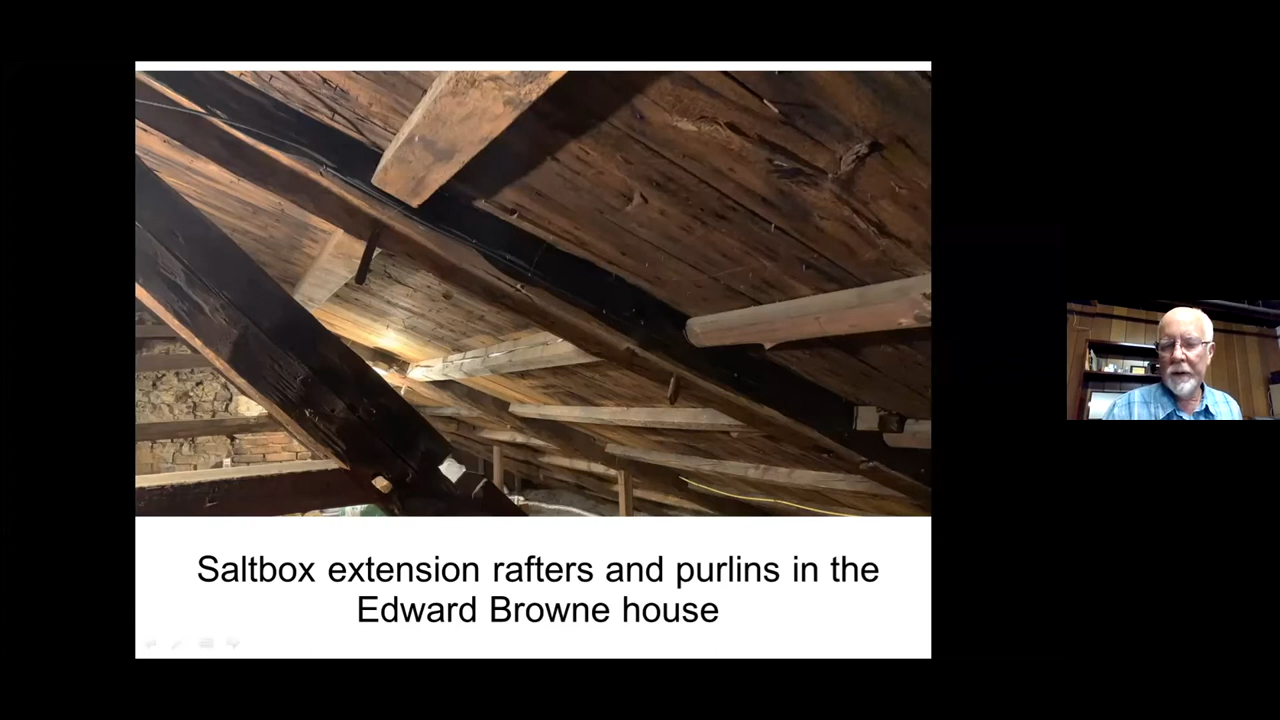 Saltbox extension rafters and purlins in the
Edward Browne house